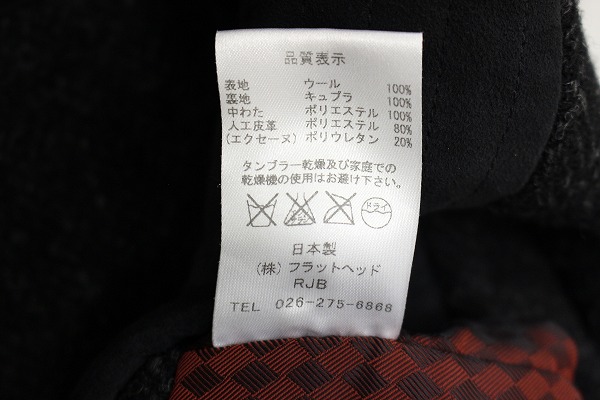 品質表示
表地 ウール 100%
裏地 キュプラ 100%
中わた ポリエステル 100%
人工皮革 ポリエステル 80%
(エクセーヌ) ポリウレタン 20%
タンブラー乾燥及び家庭での
乾燥機の使用はお避け下さい。
ドライ
日本製
(株) フラットヘッド
RJB
TEL 026-275-6868